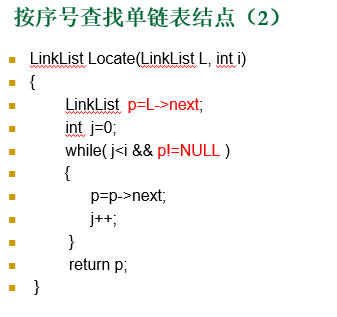 按序号查找单链表结点（2）
LinkList Locate(LinkList L, int i)
{
LinkList p=L->next;
int j=0;
while( j<i && p!=NULL )
{
p=p->next;
j++;
}
return p;
}